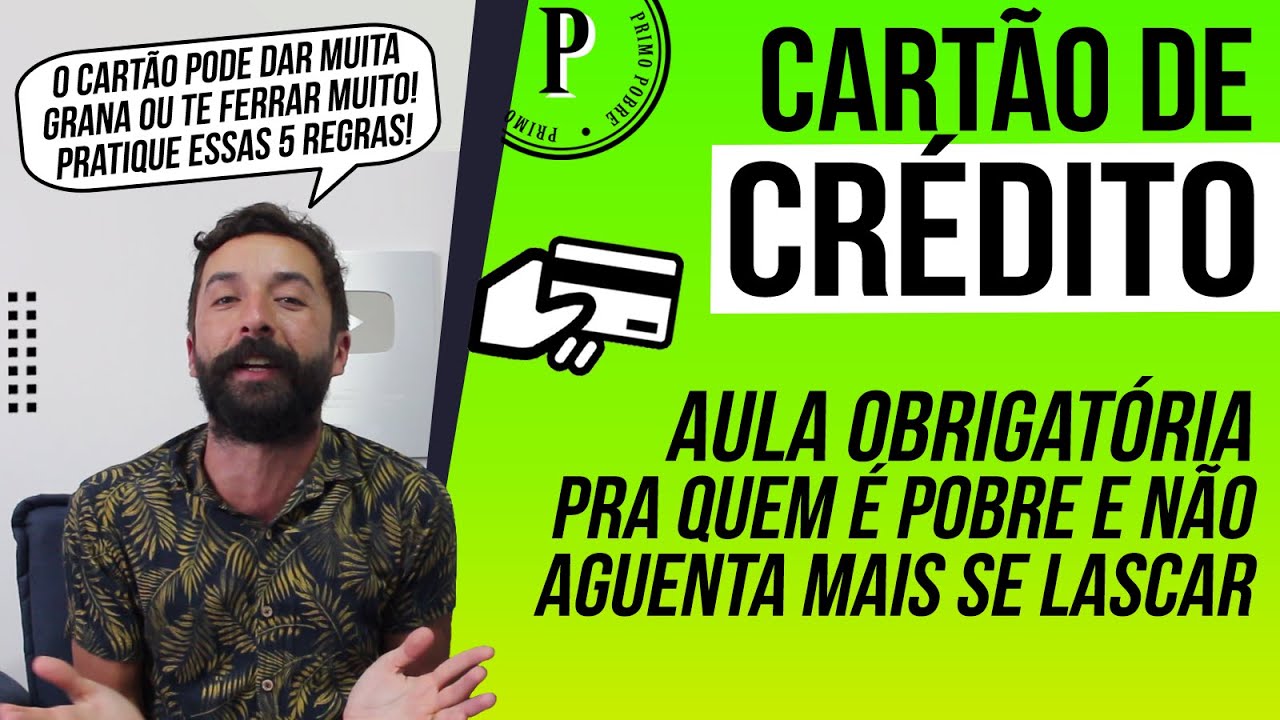 O CARTÃO PODE DAR MUITA
GRANA OU TE FERRAR MUITO!
PRATIQUE ESSAS 5 REGRAS!
P
PRIMO POBRE
PRIMO
CARTÃO DE
CRÉDITO
AULA OBRIGATÓRIA
PRA QUEM É POBRE E NÃO
AGUENTA MAIS SE LASCAR